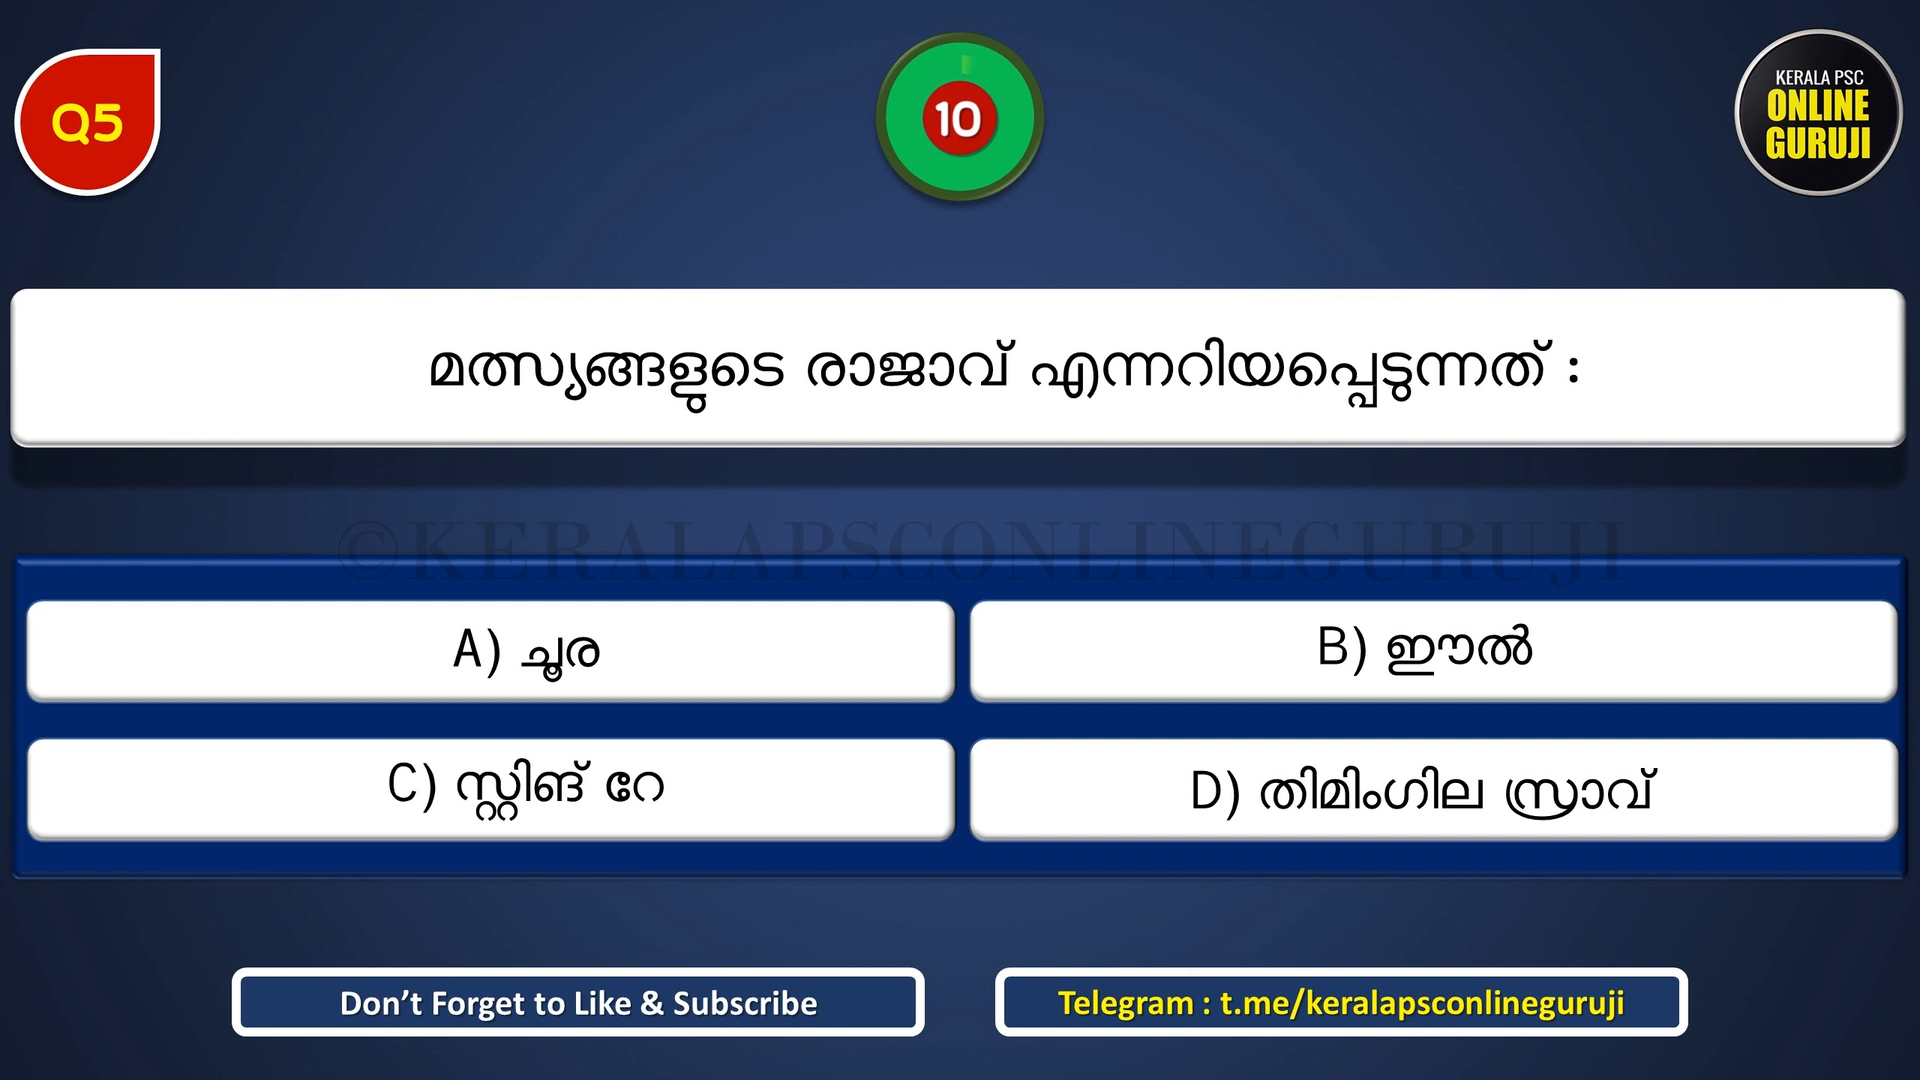 Q5
10
KERALA PSC
ONLINE
GURUJI
മത്സ്യങ്ങളുടെ രാജാവ് എന്നറിയപ്പെടുന്നത് :
©KERALAPSCONLINEGURUJI
A) ചൂര
B) ഈൽ
C) സ്റ്റിങ് റേ
D) തിമിംഗില സ്രാവ്
Don’t Forget to Like & Subscribe
Telegram : t.me/keralapsconlineguruji